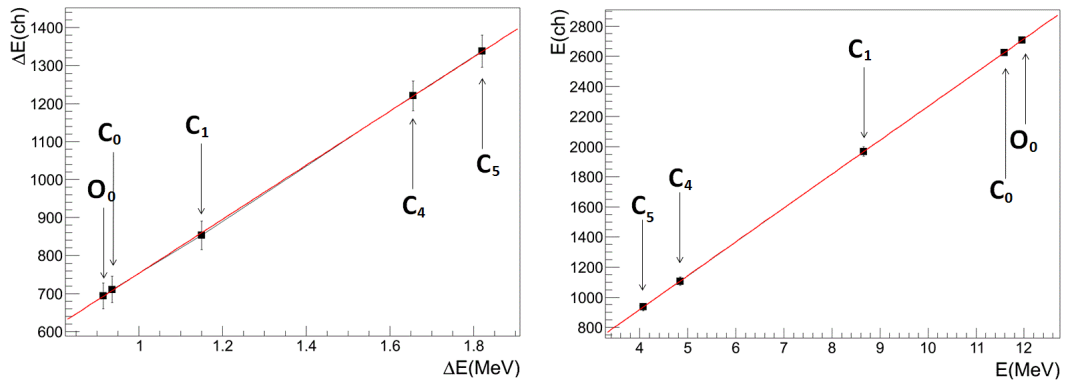 ΔE(ch)
1400
1300
1200
1100
1000
900
800
700
600
O₀
C₀
C₁
C₄
C₅
1
1.2
1.4
1.6
1.8
ΔE(MeV)
E(ch)
2800
2600
2400
2200
2000
1800
1600
1400
1200
1000
800
C₅
C₄
C₁
C₀
O₀
4
5
6
7
8
9
10
11
12
E(MeV)